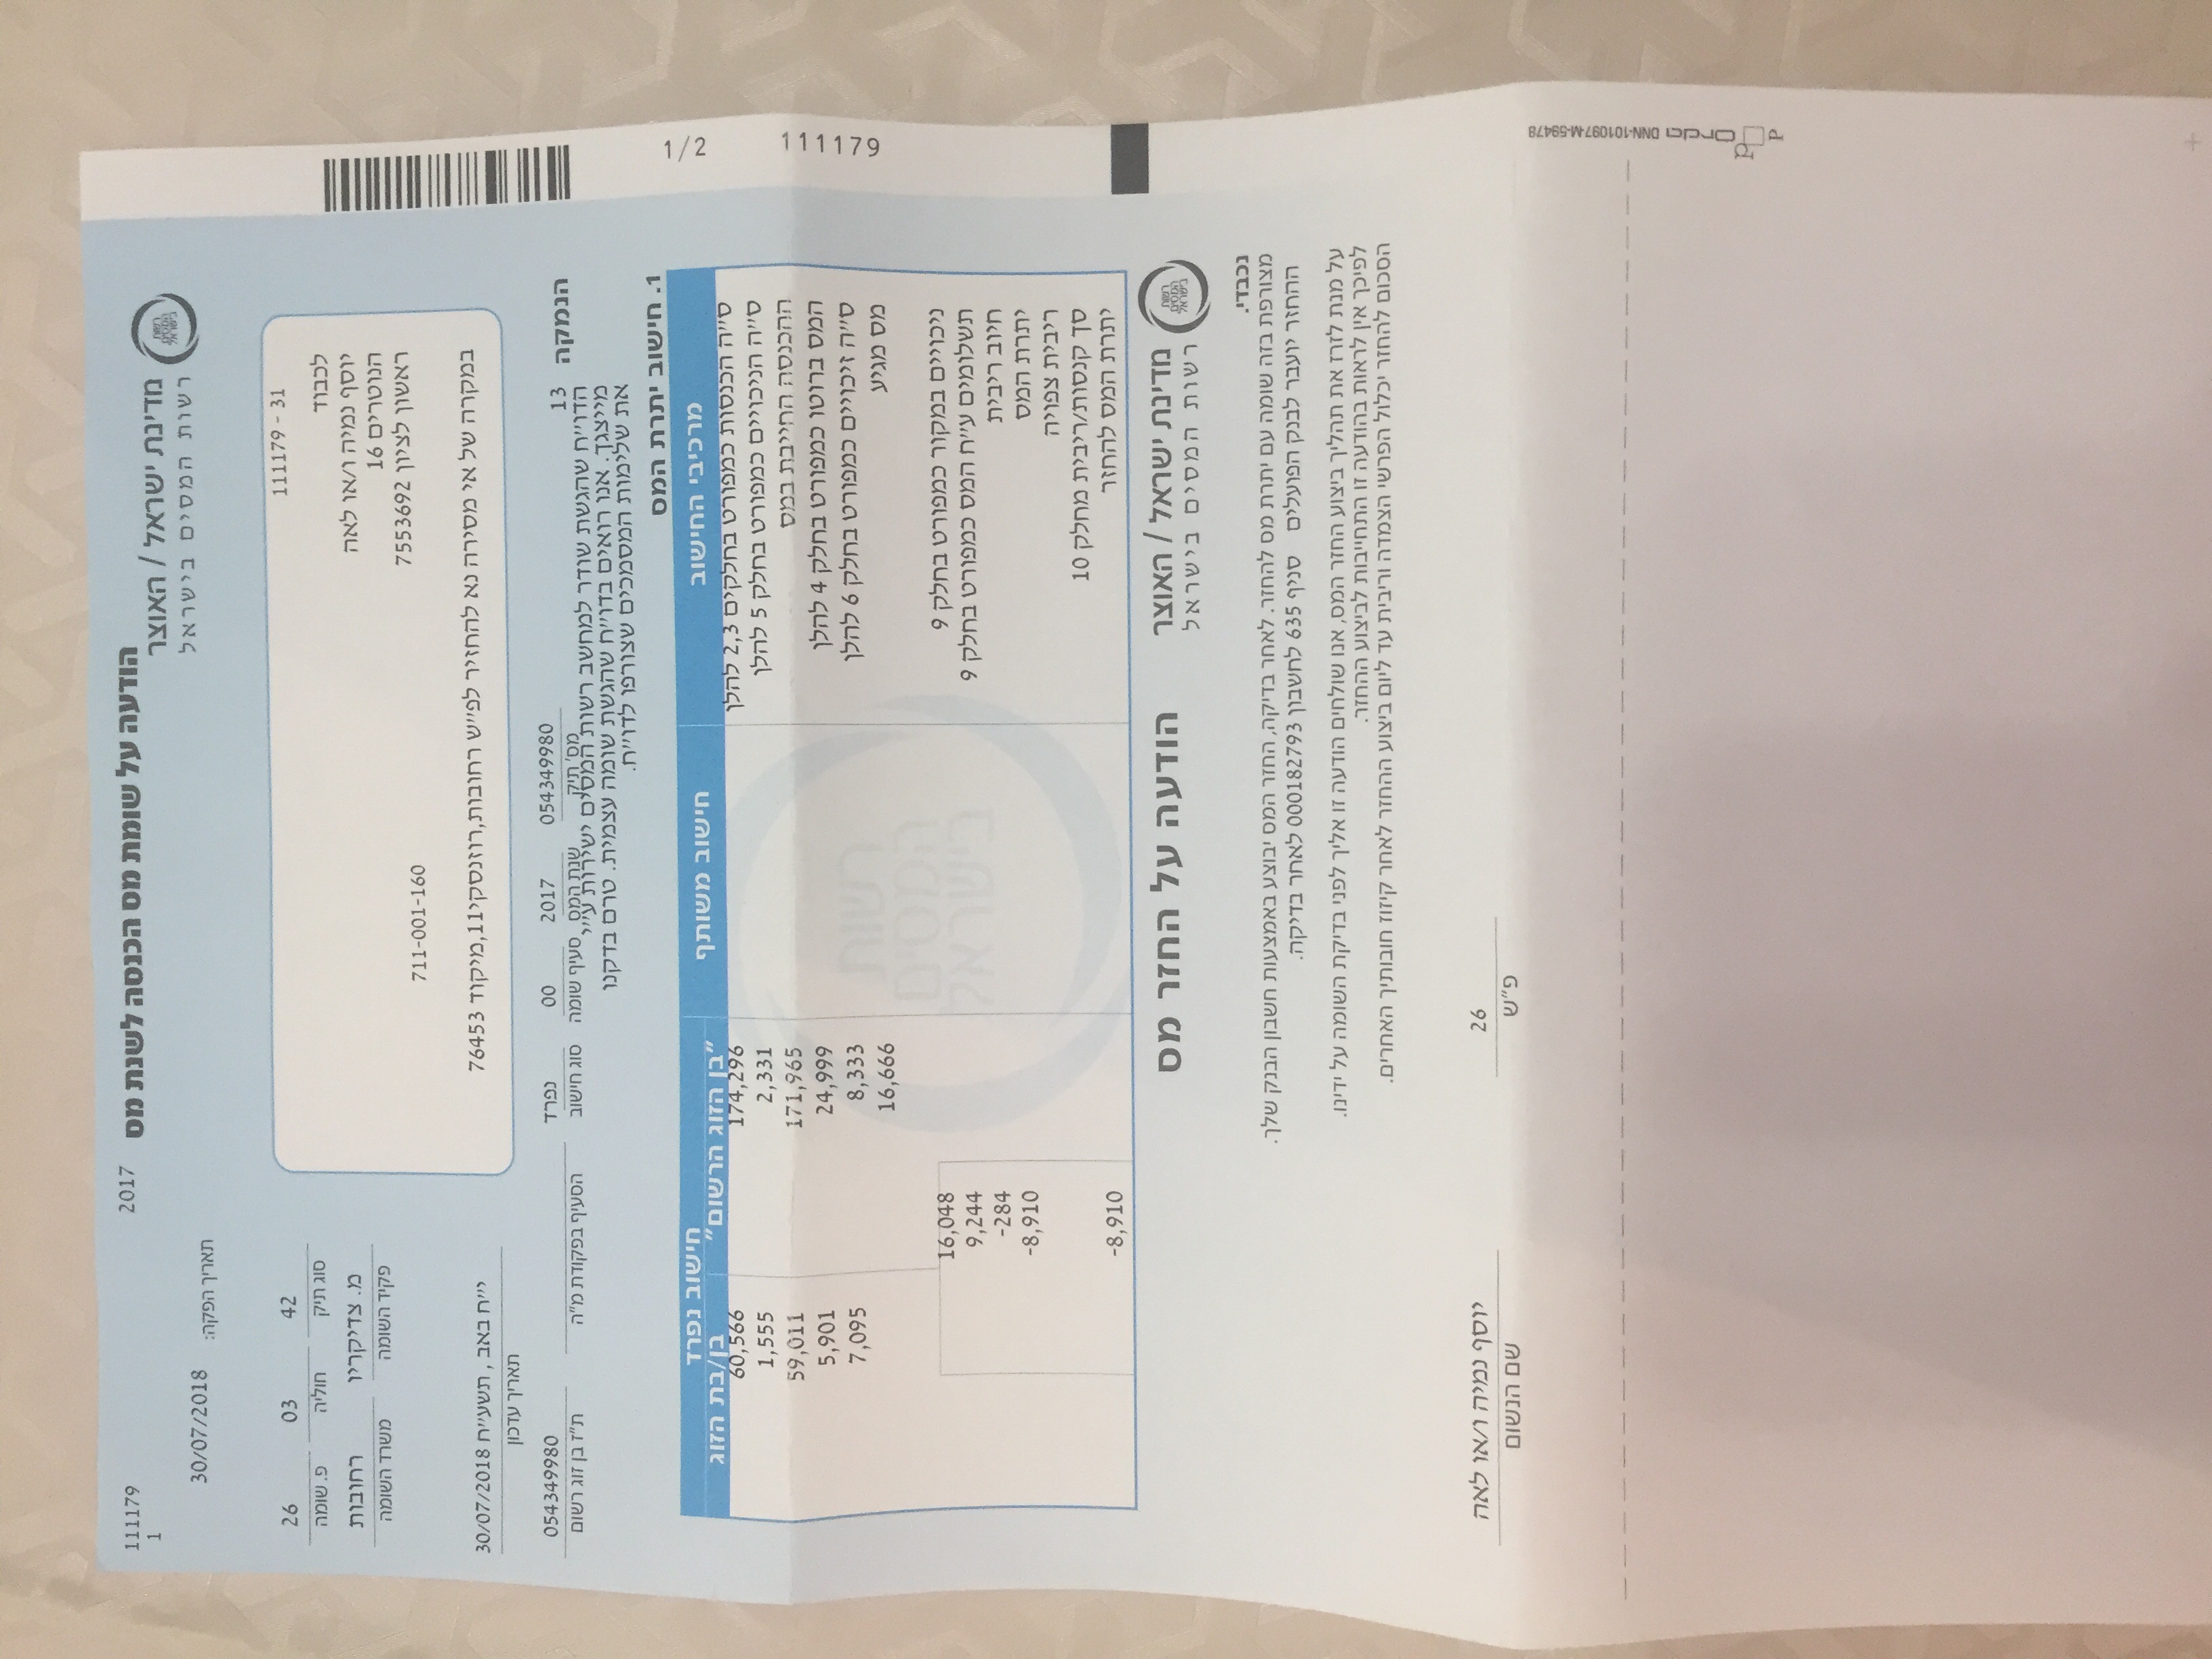 הודעה על שומת מס הכנסה לשנת מס 2017
111179
1
מדינת ישראל / האוצר
רשות המסים בישראל
רשות המסים בישראל
תאריך הפקה: 30/07/2018
111179 - 31
לכבוד
יוסף נמיה ו/או לאה
הנוטרים 16
ראשון לציון 7553692
711-001-160
במקרה של אי מסירה נא להחזיר לפ״ש רחובות,רוזנסקי11,מיקוד 76453
42 03 26
סוג תיק חוליה פ. שומה
מ. צדיקריו רחובות
פקיד השומה משרד השומה
י״ח באב , תשע״ח 30/07/2018
תאריך עדכון
הנמקה 13
054349980 2017 00 נפרד 054349980
מס' תיק שנת המס סעיף שומה סוג חישוב הסעיף בפקודת מ"ה ת"ז בן זוג רשום
הדו״ח שהגשת שודר למחשב רשות המסים ישירות ע״י
מייצגך. אנו רואים בדו״ח שהגשת שומה עצמית. טרם בדקנו
את שלימות המסמכים שצורפו לדו״ח.
1. חישוב יתרת המס
מרכיבי החישוב חישוב משותף חישוב נפרד
"בן הזוג הרשום" בן/בת הזוג
ס״ה הכנסות כמפורט בחלקים 2,3 להלן 174,296 60,566
ס״ה הניכויים כמפורט בחלק 5 להלן 2,331 1,555
ההכנסה החייבת במס 171,965 59,011
המס ברוטו כמפורט בחלק 4 להלן 24,999 5,901
ס״ה זיכויים כמפורט בחלק 6 להלן 8,333 7,095
מס מגיע 16,666
ניכויים במקור כמפורט בחלק 9 16,048
תשלומים ע״ח המס כמפורט בחלק 9 9,244
חיוב ריבית -284
יתרת המס -8,910
ריבית צפויה
סך קנסות/ריבית מחלק 10
יתרת המס להחזר -8,910
רשות
המסים
בישראל
מדינת ישראל / האוצר
רשות המסים בישראל
רשות המסים בישראל
הודעה על החזר מס
נכבדי.
מצורפת בזה שומה עם יתרת מס להחזר. לאחר בדיקה, החזר המס יבוצע באמצעות חשבון הבנק שלך.
ההחזר יועבר לבנק הפועלים סניף 635 לחשבון 000182793 לאחר בדיקה.
על מנת לזרז את תהליך ביצוע החזר המס, אנו שולחים הודעה זו אליך לפני בדיקת השומה על ידינו.
לפיכך אין לראות בהודעה זו התחייבות לביצוע ההחזר.
הסכום להחזר יכלול הפרשי הצמדה וריבית עד ליום ביצוע ההחזר לאחר קיזוז חובותיך האחרים.
26 יוסף נמיה ו/או לאה
פ"ש שם הנשום
1/2 111179
orda DNN-101097-M-59478